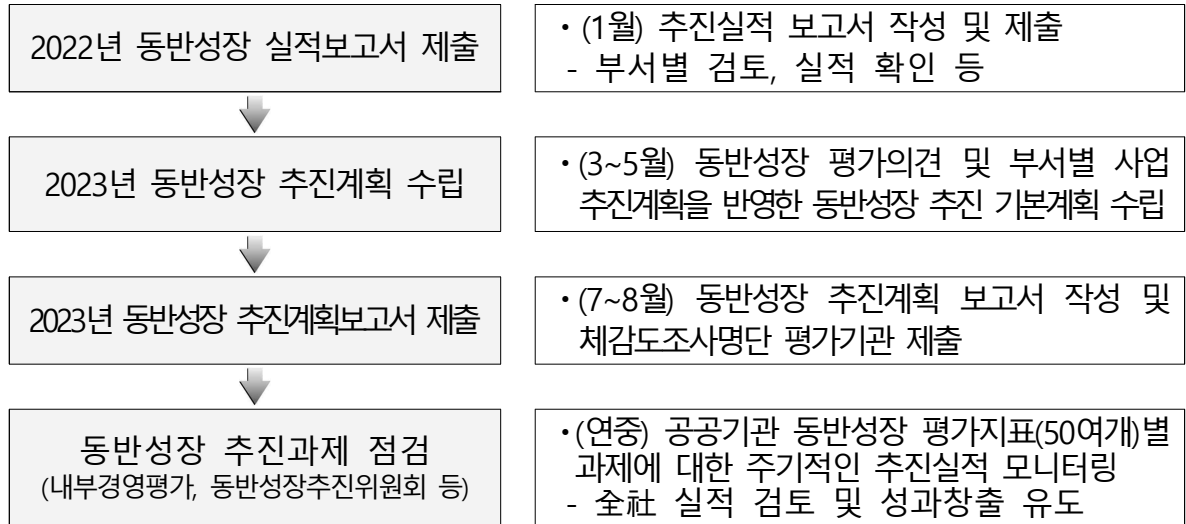 2022년 동반성장 실적보고서 제출
・(1월) 추진실적 보고서 작성 및 제출
- 부서별 검토, 실적 확인 등
2023년 동반성장 추진계획 수립
・(3~5월) 동반성장 평가의견 및 부서별 사업
추진계획을 반영한 동반성장 추진 기본계획 수립
2023년 동반성장 추진계획보고서 제출
・(7~8월) 동반성장 추진계획 보고서 작성 및
체감도조사명단 평가기관 제출
동반성장 추진과제 점검
(내부경영평가, 동반성장추진위원회 등)
・(연중) 공공기관 동반성장 평가지표(50여개)별
과제에 대한 주기적인 추진실적 모니터링
- 全社 실적 검토 및 성과창출 유도